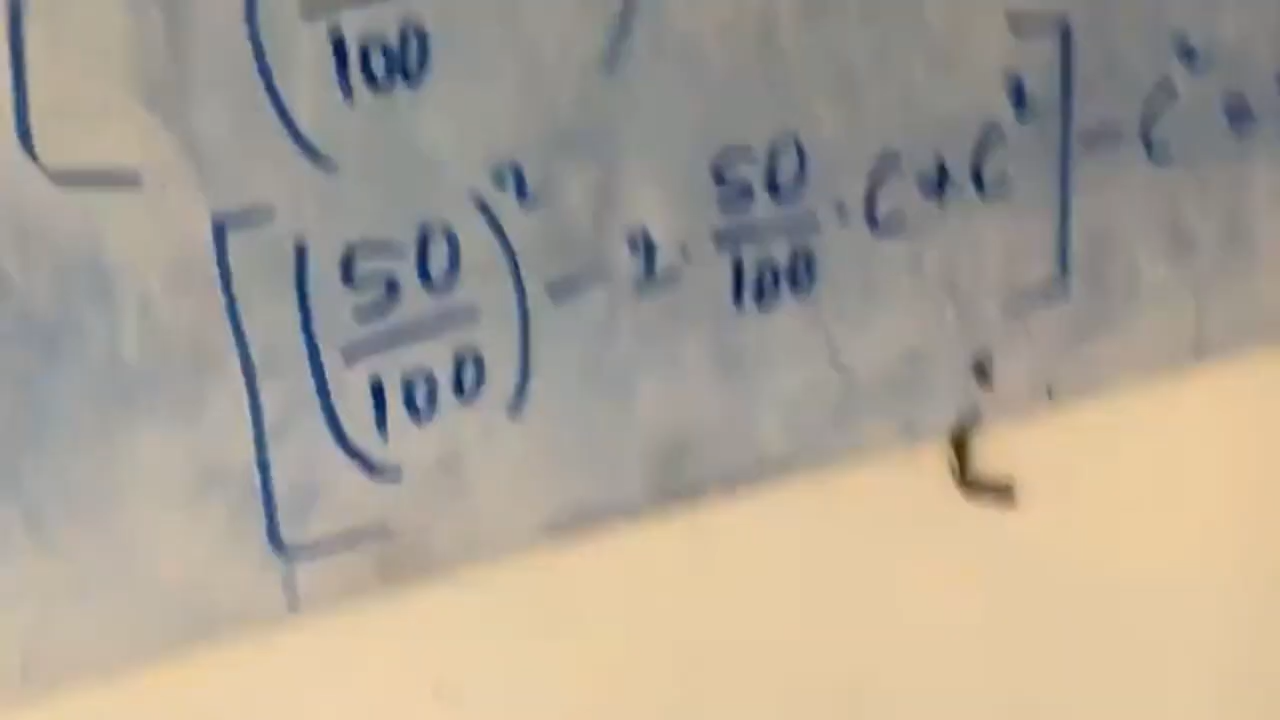 [ ( 100 )
[(50/100)² - 2 · 50/100 · C + C²] - C² +